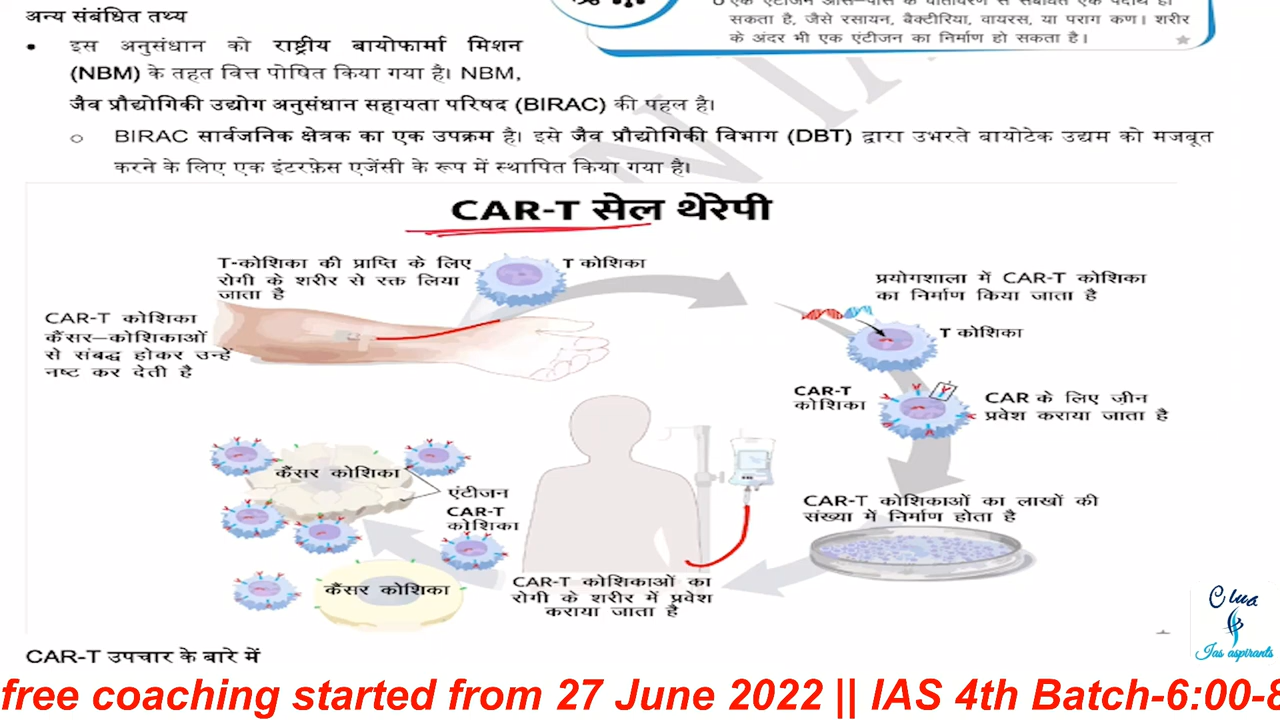 अन्य संबंधित तथ्य
सकता है, जैसे रसायन, बैक्टीरिया, वायरस, या पराग कण। शरीर
के अंदर भी एक एंटीजन का निर्माण हो सकता है।
• इस अनुसंधान को राष्ट्रीय बायोफार्मा मिशन
(NBM) के तहत वित्त पोषित किया गया है। NBM,
जैव प्रौद्योगिकी उद्योग अनुसंधान सहायता परिषद (BIRAC) की पहल है।
o BIRAC सार्वजनिक क्षेत्रक का एक उपक्रम है। इसे जैव प्रौद्योगिकी विभाग (DBT) द्वारा उभरते बायोटेक उद्यम को मजबूत
करने के लिए एक इंटरफ़ेस एजेंसी के रूप में स्थापित किया गया है।
CAR-T सेल थेरेपी
T-कोशिका की प्राप्ति के लिए
रोगी के शरीर से रक्त लिया
जाता है
T कोशिका
प्रयोगशाला में CAR-T कोशिका
का निर्माण किया जाता है
T कोशिका
CAR-T कोशिका
कैंसर–कोशिकाओं
से संबद्ध होकर उन्हें
नष्ट कर देती है
CAR-T
कोशिका
CAR के लिए जीन
प्रवेश कराया जाता है
कैंसर कोशिका
एंटीजन
CAR-T
कोशिका
CAR-T कोशिकाओं का लाखों की
संख्या में निर्माण होता है
कैंसर कोशिका
CAR-T कोशिकाओं का
रोगी के शरीर में प्रवेश
कराया जाता है
CAR-T उपचार के बारे में
Ias aspirants
free coaching started from 27 June 2022 || IAS 4th Batch-6:00-8